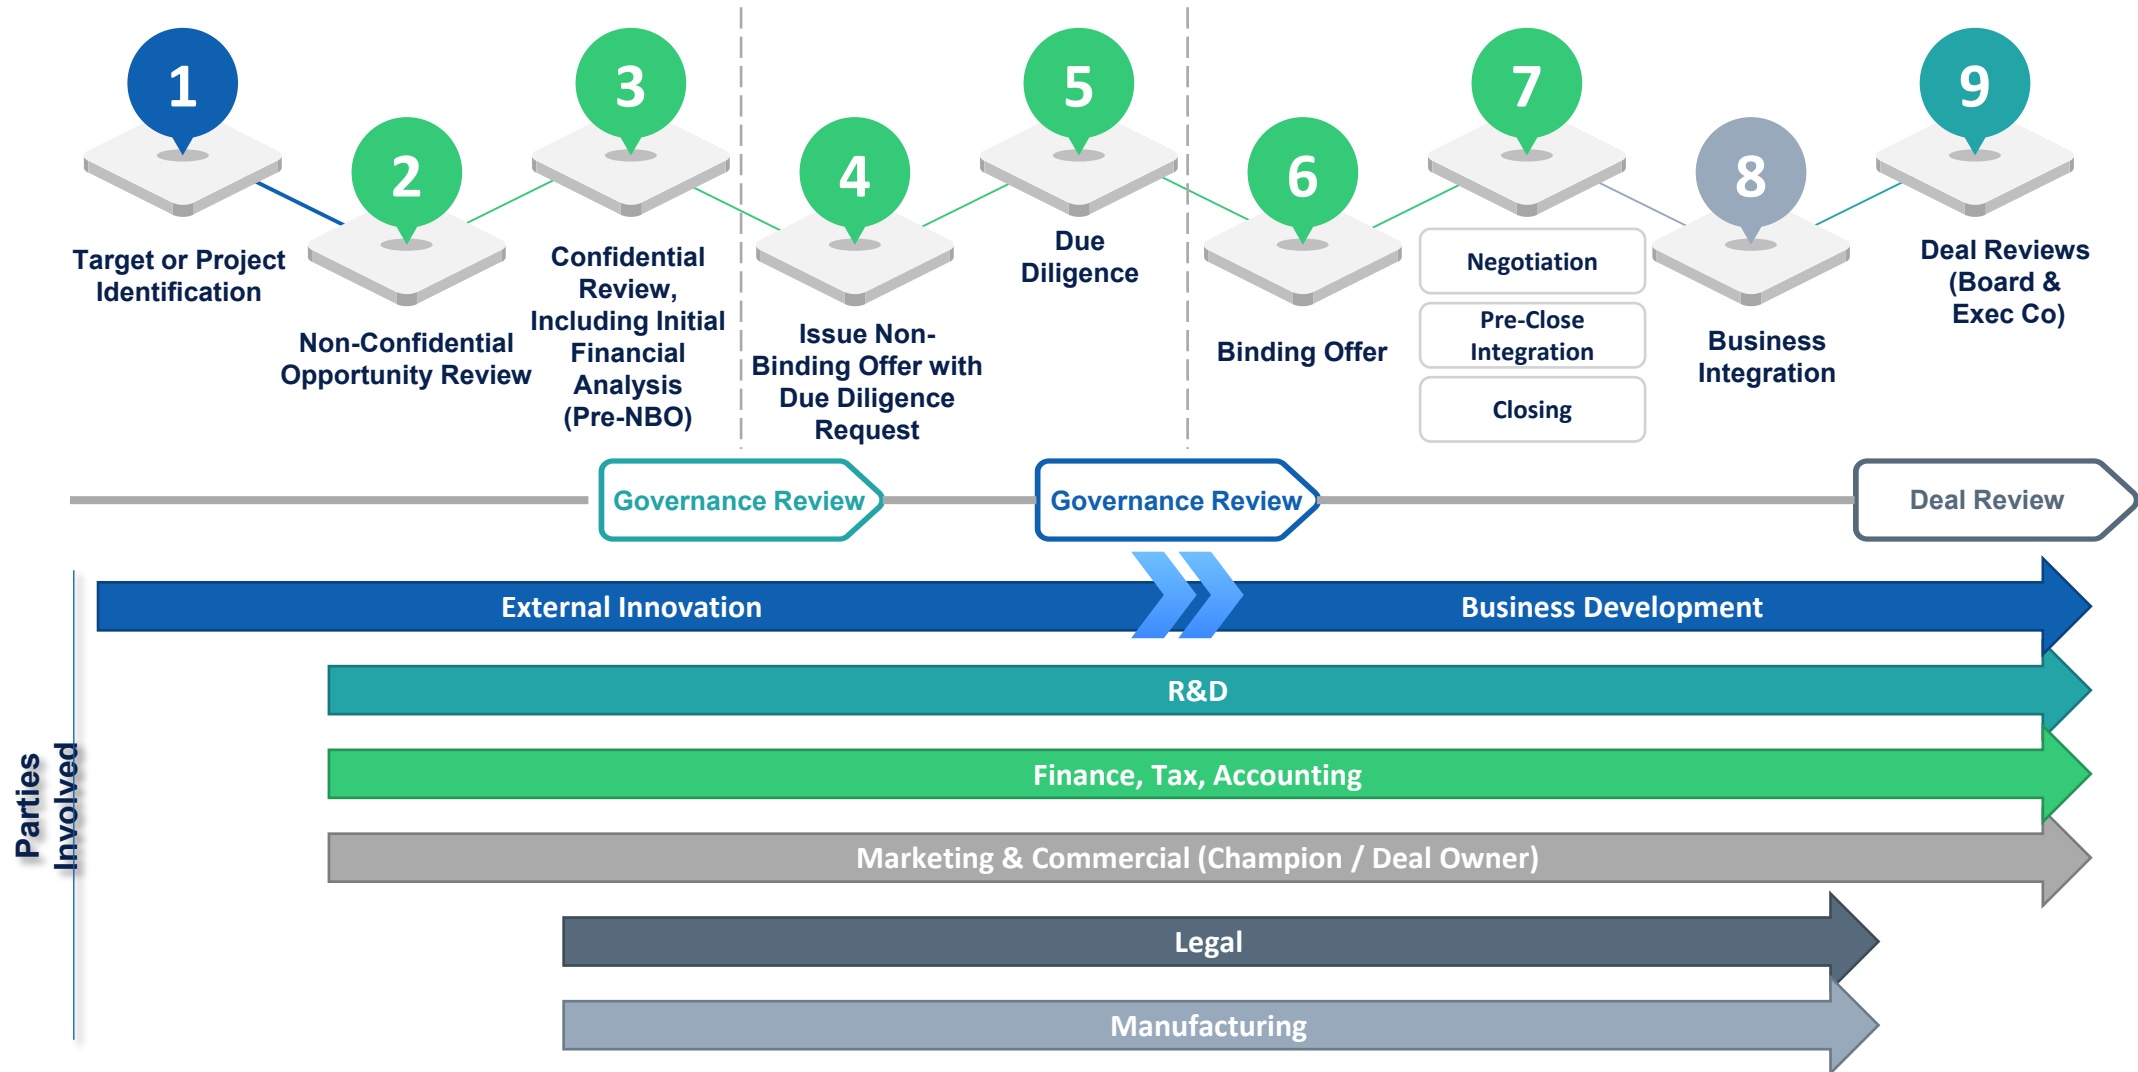 1
2
3
4
5
6
7
8
9
Target or Project
Identification
Non-Confidential
Opportunity Review
Confidential
Review,
Including Initial
Financial
Analysis
(Pre-NBO)
Issue Non-
Binding Offer with
Due Diligence
Request
Due
Diligence
Binding Offer
Negotiation
Pre-Close
Integration
Closing
Business
Integration
Deal Reviews
(Board &
Exec Co)
Governance Review
Governance Review
Deal Review
Parties
Involved
External Innovation
Business Development
R&D
Finance, Tax, Accounting
Marketing & Commercial (Champion / Deal Owner)
Legal
Manufacturing